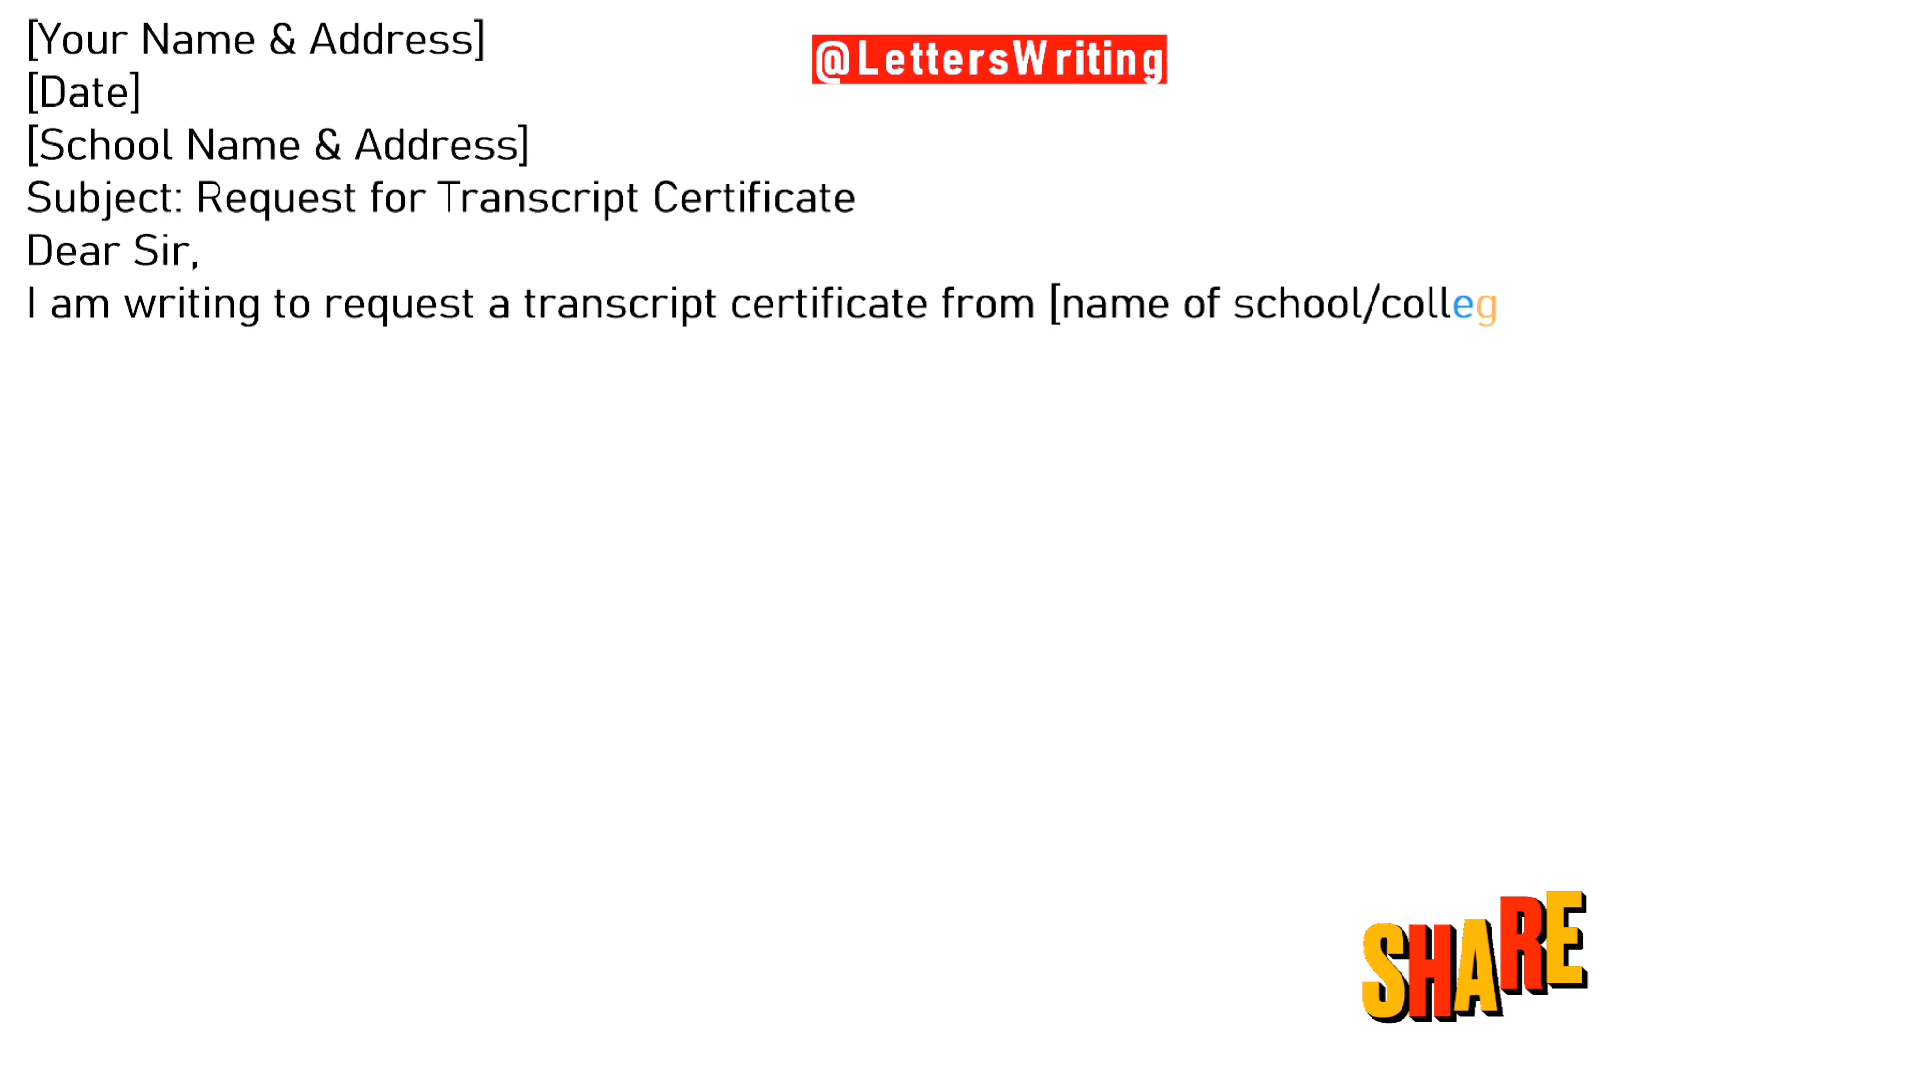 [Your Name & Address]
@LettersWriting
[Date]
[School Name & Address]
Subject: Request for Transcript Certificate
Dear Sir,
I am writing to request a transcript certificate from [name of school/colleg
SHARE